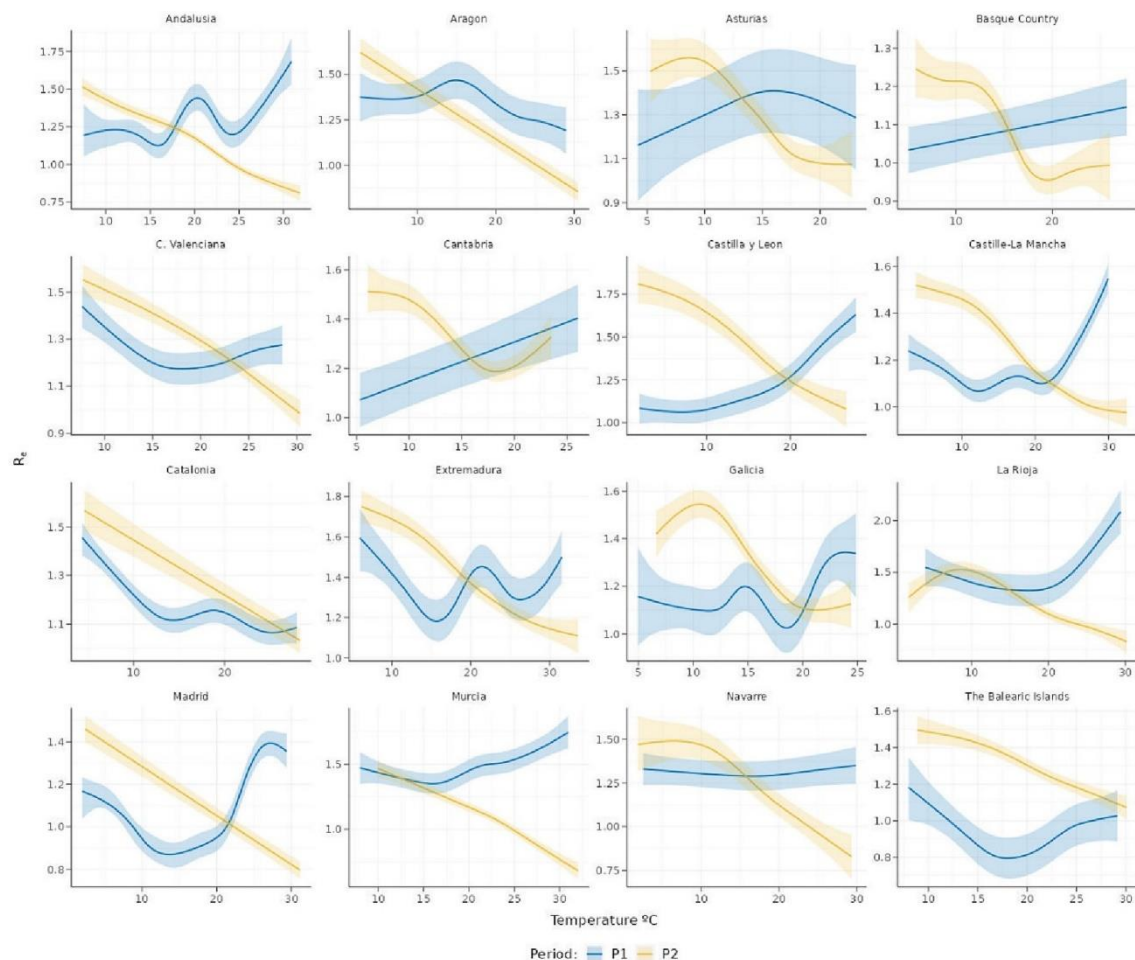 Andalusia Aragon Asturias Basque Country
1.75 1.50 1.25 1.00 0.75
10 15 20 25 30
1.50 1.25 1.00
10 20 30
1.7 1.5 1.3 1.1 0.9
5 10 15 20
1.3 1.2 1.1 1.0 0.9
10 20
C. Valenciana Cantabria Castilla y Leon Castille-La Mancha
1.5 1.3 1.1 0.9
10 15 20 25 30
1.6 1.4 1.2 1.0
5 10 15 20 25
1.75 1.50 1.25 1.00
10 20
1.6 1.4 1.2 1.0
10 20 30
Re
Catalonia Extremadura Galicia La Rioja
1.5 1.3 1.1
10 20
1.8 1.6 1.4 1.2 1.0
10 20 30
1.6 1.4 1.2 1.0
5 10 15 20 25
2.0 1.5 1.0
10 20 30
Madrid Murcia Navarre The Balearic Islands
1.4 1.2 1.0 0.8
10 20 30
1.5 1.0
10 15 20 25 30
1.50 1.25 1.00 0.75
10 20 30
1.6 1.4 1.2 1.0 0.8
10 15 20 25 30
Temperature ºC
Period: P1 P2